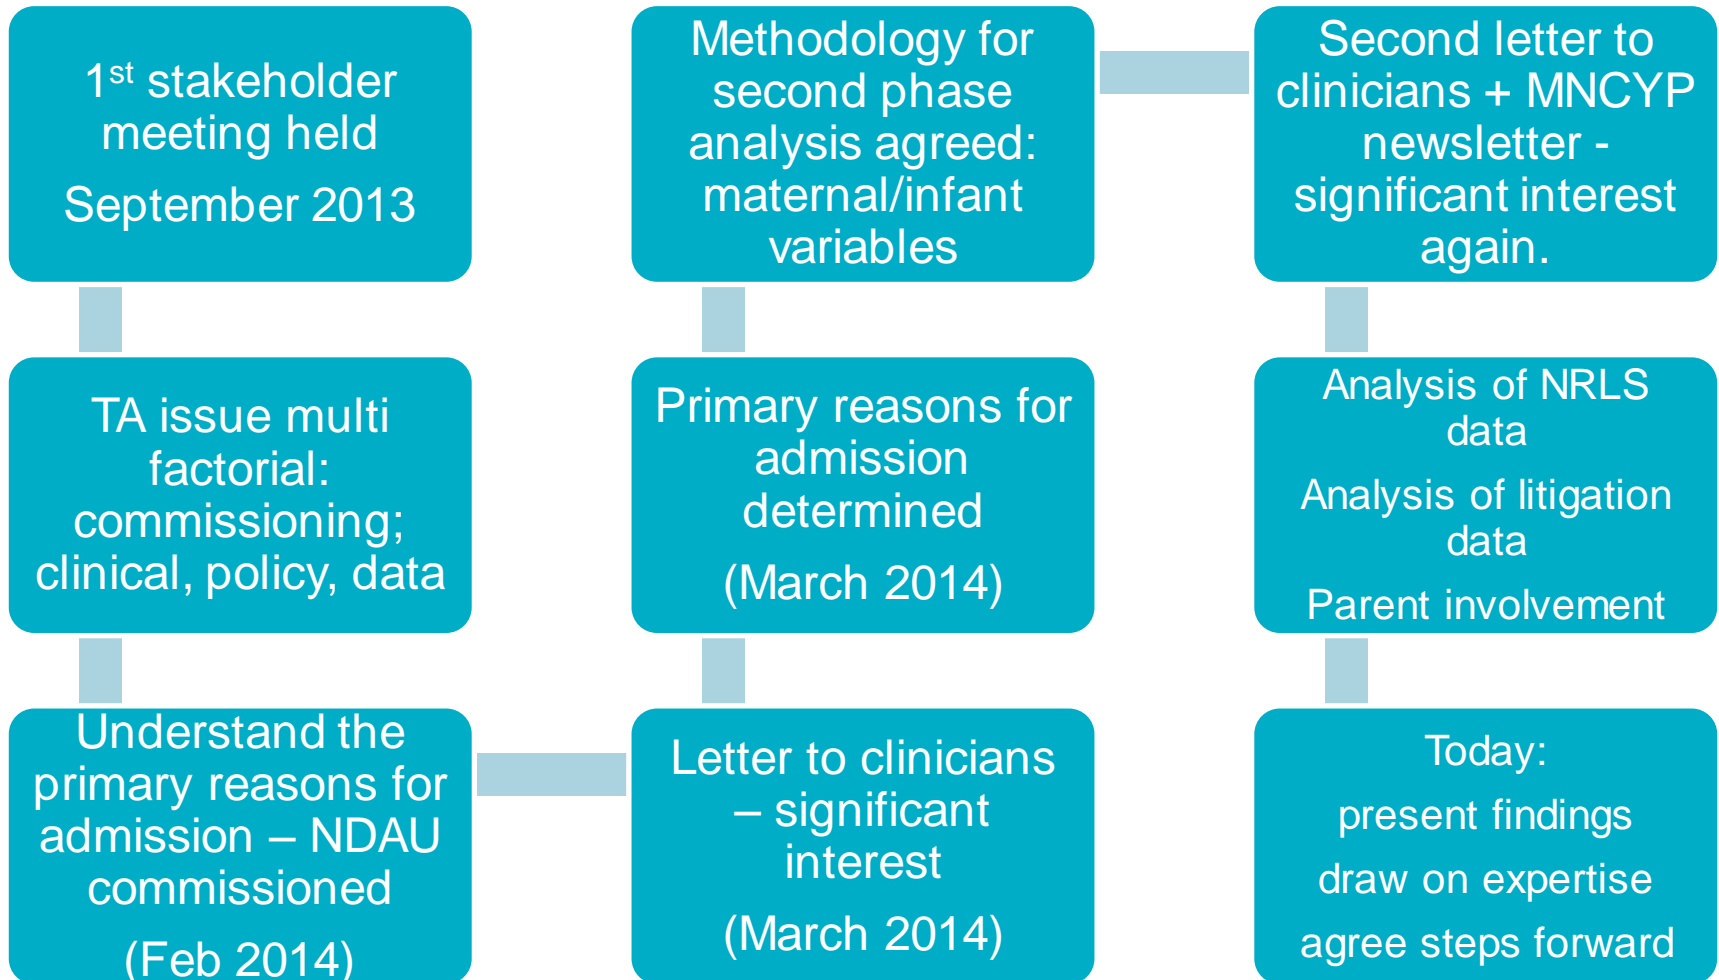 1st stakeholder
meeting held
September 2013
TA issue multi
factorial:
commissioning;
clinical, policy, data
Understand the
primary reasons for
admission – NDAU
commissioned
(Feb 2014)
Letter to clinicians
– significant
interest
(March 2014)
Primary reasons for
admission
determined
(March 2014)
Methodology for
second phase
analysis agreed:
maternal/infant
variables
Second letter to
clinicians + MNCYP
newsletter -
significant interest
again.
Analysis of NRLS
data
Analysis of litigation
data
Parent involvement
Today:
present findings
draw on expertise
agree steps forward